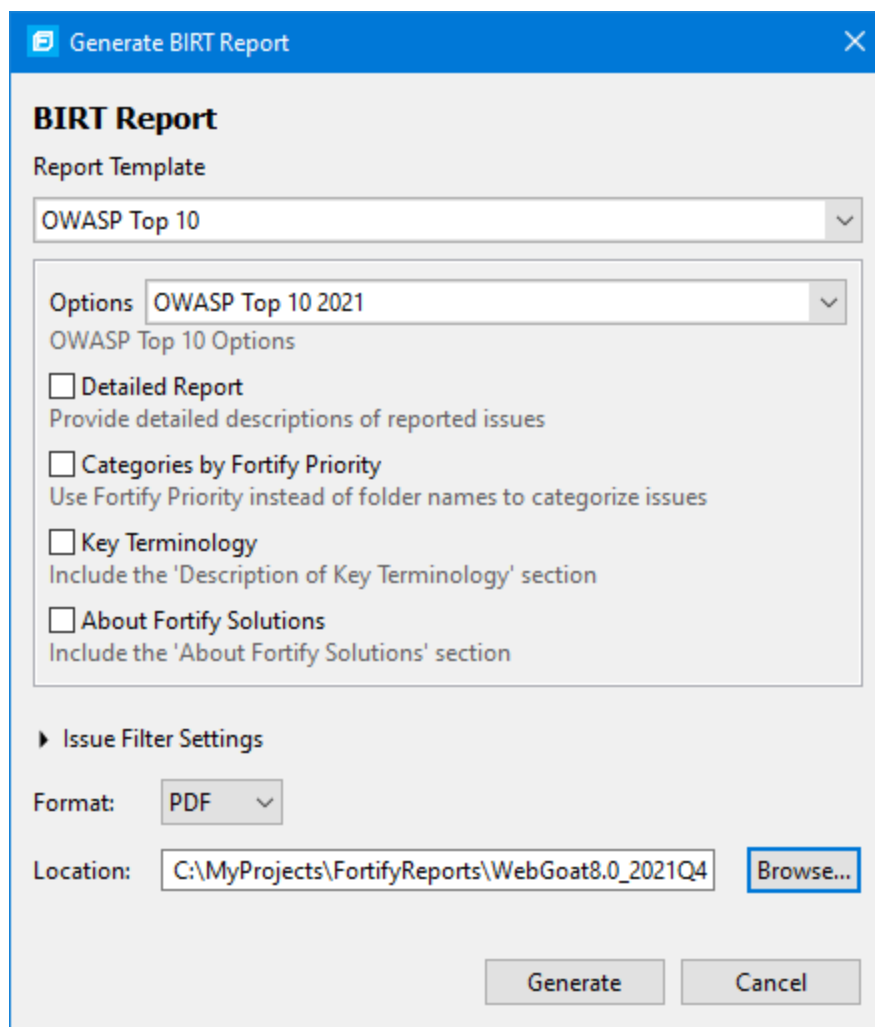 Generate BIRT Report
BIRT Report
Report Template
OWASP Top 10
Options OWASP Top 10 2021
OWASP Top 10 Options
Detailed Report
Provide detailed descriptions of reported issues
Categories by Fortify Priority
Use Fortify Priority instead of folder names to categorize issues
Key Terminology
Include the 'Description of Key Terminology' section
About Fortify Solutions
Include the 'About Fortify Solutions' section
Issue Filter Settings
Format: PDF
Location: C:\MyProjects\FortifyReports\WebGoat8.0_2021Q4 Browse...
Generate Cancel